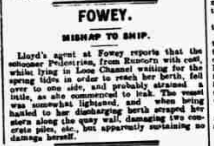 FOWEY.
MISHAP TO SHIP.
Lloyd's agent at Fowey reports that the
schooner Pedestrian, from Runcorn with coal,
whilst lying in Looe Channel waiting for the
spring tides in order to reach her berth, fell
over to one side, and probably strained a
little, as she commenced to leak. The vessel
was somewhat lightened, and when being
hauled to her discharging berth scraped her
along the quay wall, damaging two con-
crete piles, etc., but apparently sustaining no
damage herself.